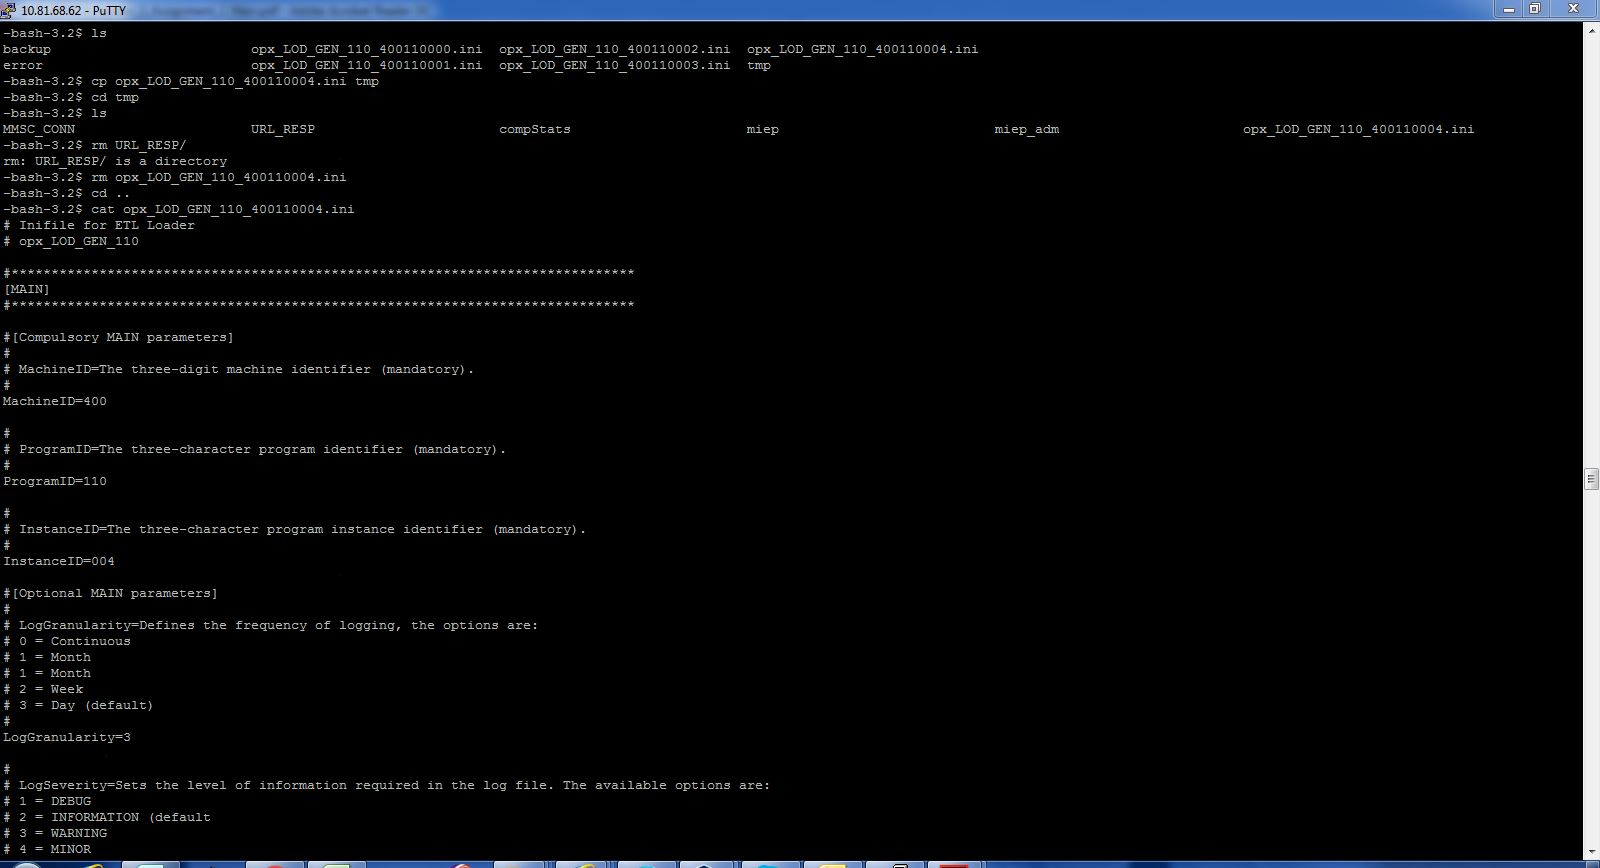 10.81.68.62 - PuTTY
-bash-3.2$ ls
backup                         opx_LOD_GEN_110_400110000.ini  opx_LOD_GEN_110_400110002.ini  opx_LOD_GEN_110_400110004.ini
error                          opx_LOD_GEN_110_400110001.ini  opx_LOD_GEN_110_400110003.ini  tmp
-bash-3.2$ cp opx_LOD_GEN_110_400110004.ini tmp
-bash-3.2$ cd tmp
-bash-3.2$ ls
MMSC_CONN                      URL_RESP                       compStats                      miep                           miep_adm                       opx_LOD_GEN_110_400110004.ini
-bash-3.2$ rm URL_RESP/
rm: URL_RESP/ is a directory
-bash-3.2$ rm opx_LOD_GEN_110_400110004.ini
-bash-3.2$ cd ..
-bash-3.2$ cat opx_LOD_GEN_110_400110004.ini
# Inifile for ETL Loader
# opx_LOD_GEN_110
#******************************************************************************
[MAIN]
#******************************************************************************
#[Compulsory MAIN parameters]
#
# MachineID=The three-digit machine identifier (mandatory).
#
MachineID=400
#
# ProgramID=The three-character program identifier (mandatory).
#
ProgramID=110
#
# InstanceID=The three-character program instance identifier (mandatory).
#
InstanceID=004
#[Optional MAIN parameters]
#
# LogGranularity=Defines the frequency of logging, the options are:
# 0 = Continuous
# 1 = Month
# 1 = Month
# 2 = Week
# 3 = Day (default)
#
LogGranularity=3
#
# LogSeverity=Sets the level of information required in the log file. The available options are:
# 1 = DEBUG
# 2 = INFORMATION (default
# 3 = WARNING
# 4 = MINOR